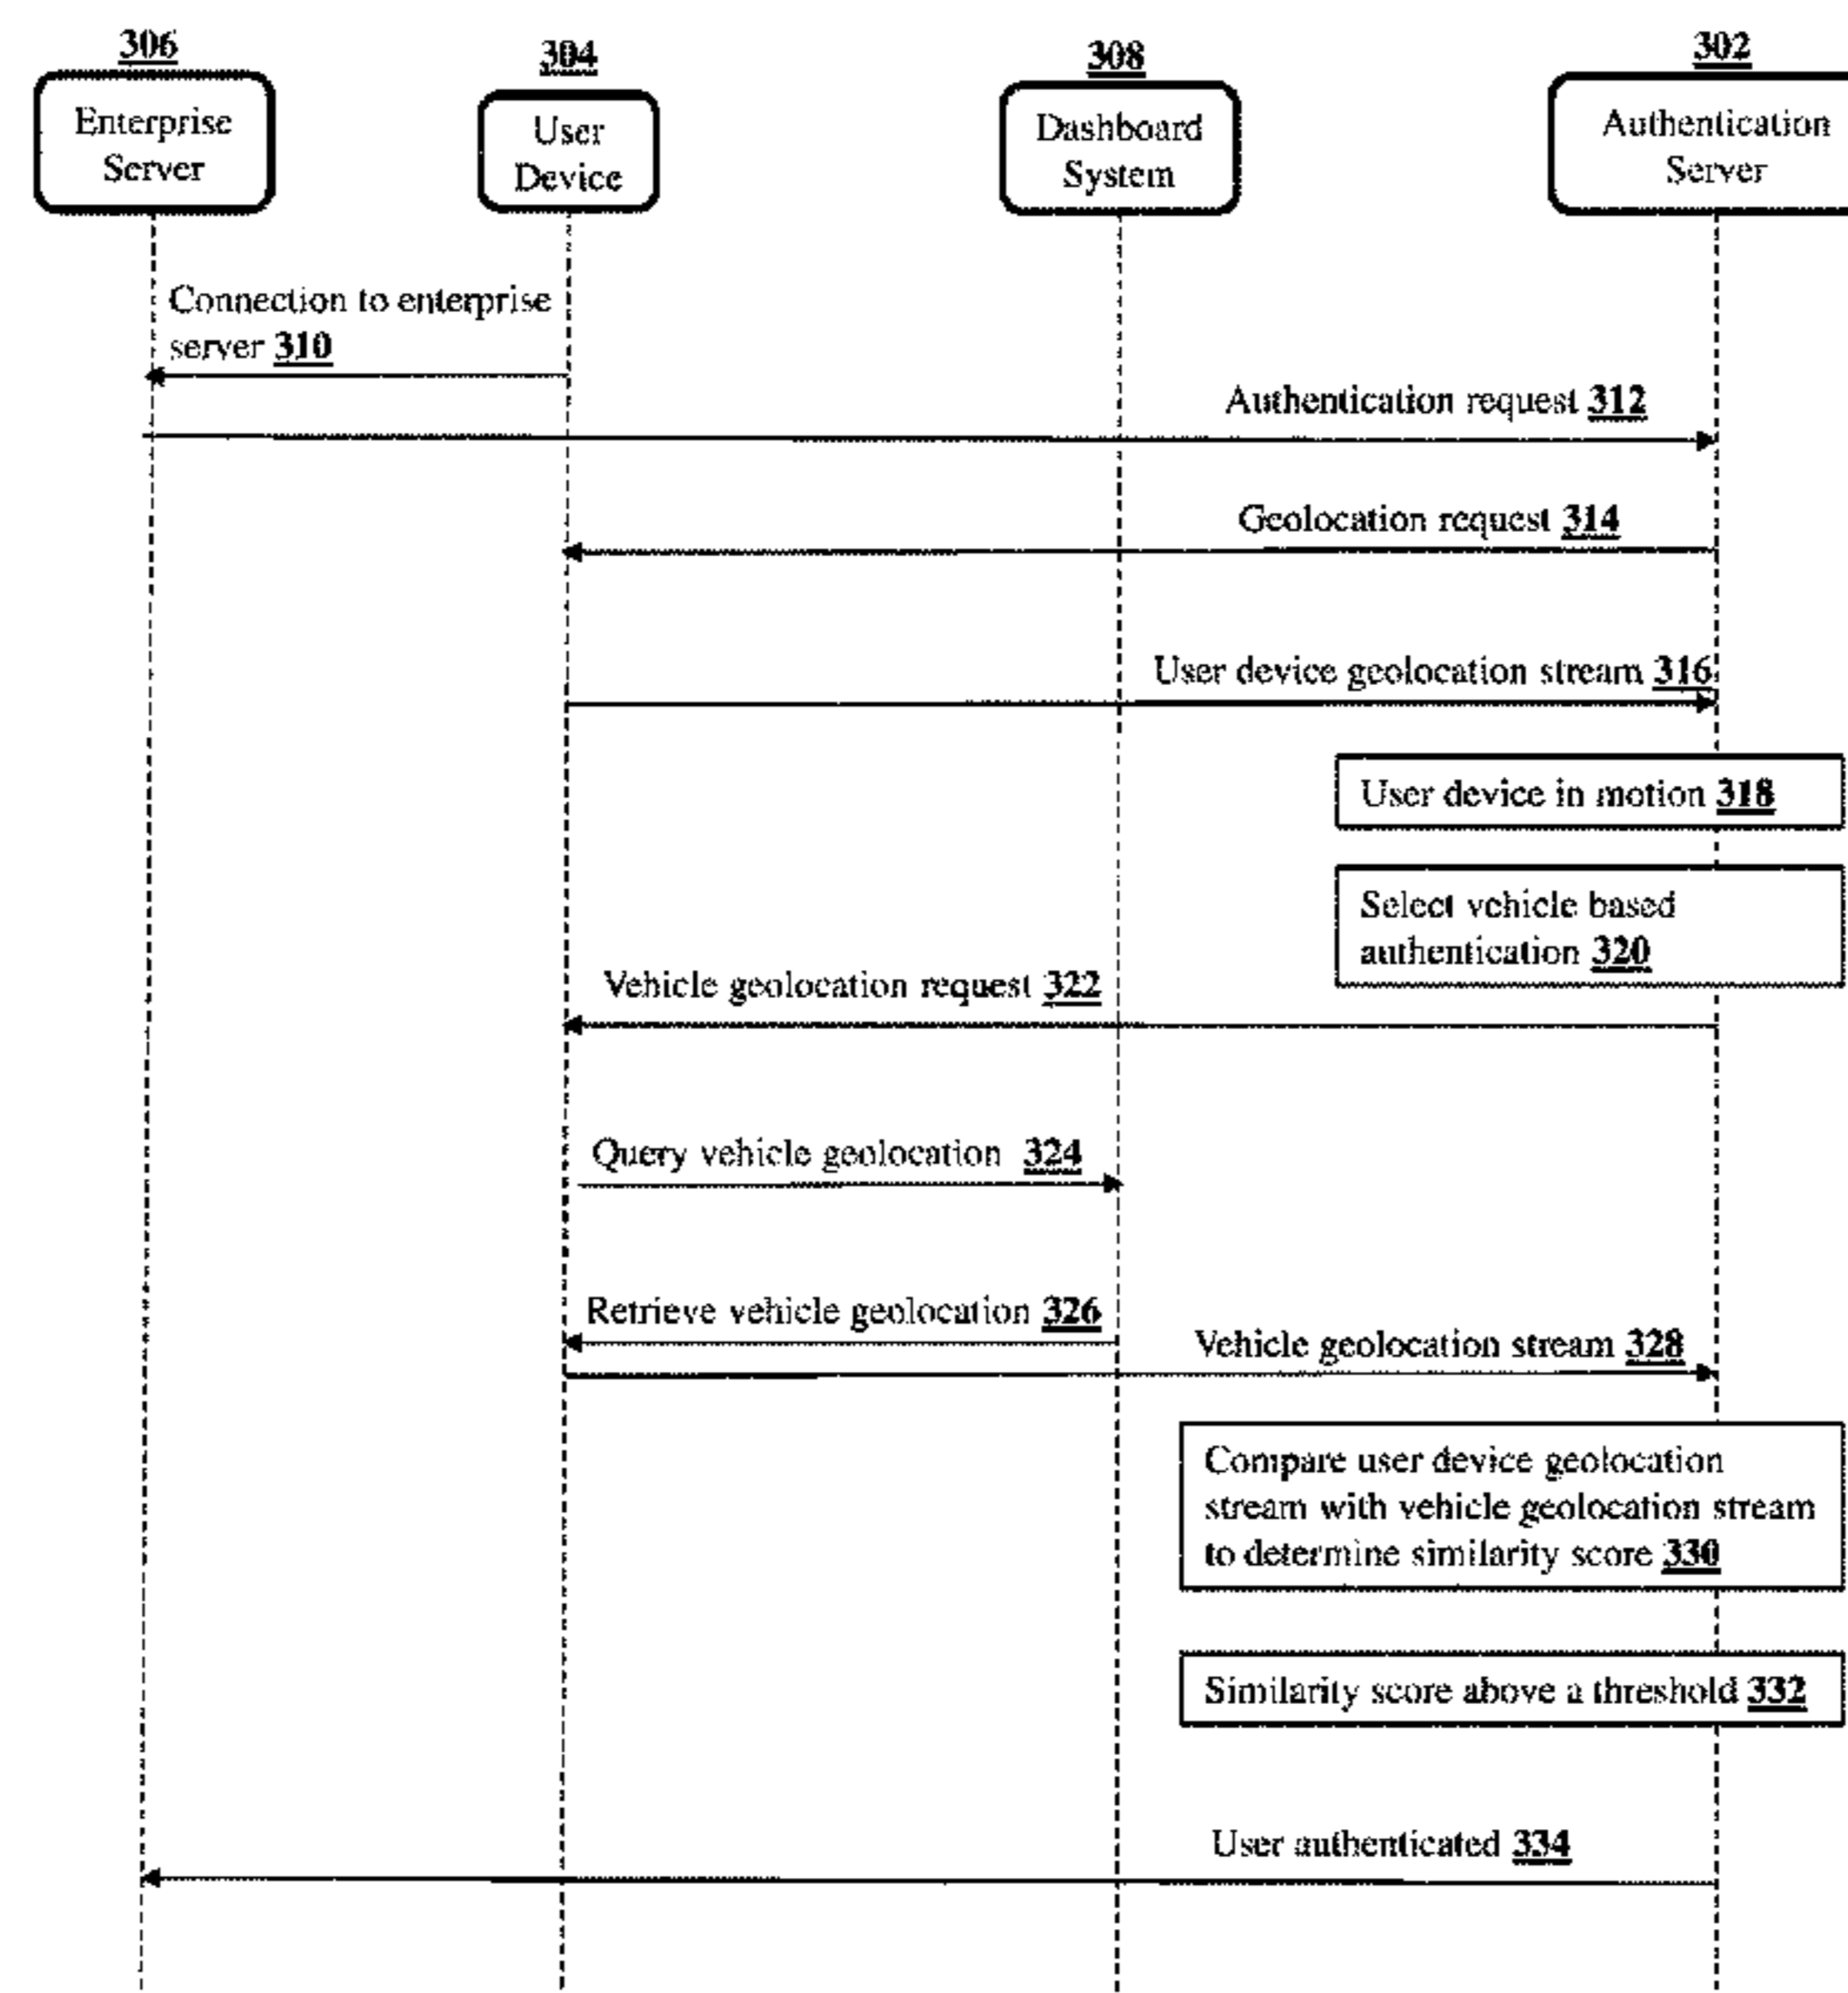 306
304
308
302
Enterprise
Server
User
Device
Dashboard
System
Authentication
Server
Connection to enterprise
server 310
Authentication request 312
Geolocation request 314
User device geolocation stream 316
User device in motion 318
Select vehicle based
authentication 320
Vehicle geolocation request 322
Query vehicle geolocation 324
Retrieve vehicle geolocation 326
Vehicle geolocation stream 328
Compare user device geolocation
stream with vehicle geolocation stream
to determine similarity score 330
Similarity score above a threshold 332
User authenticated 334